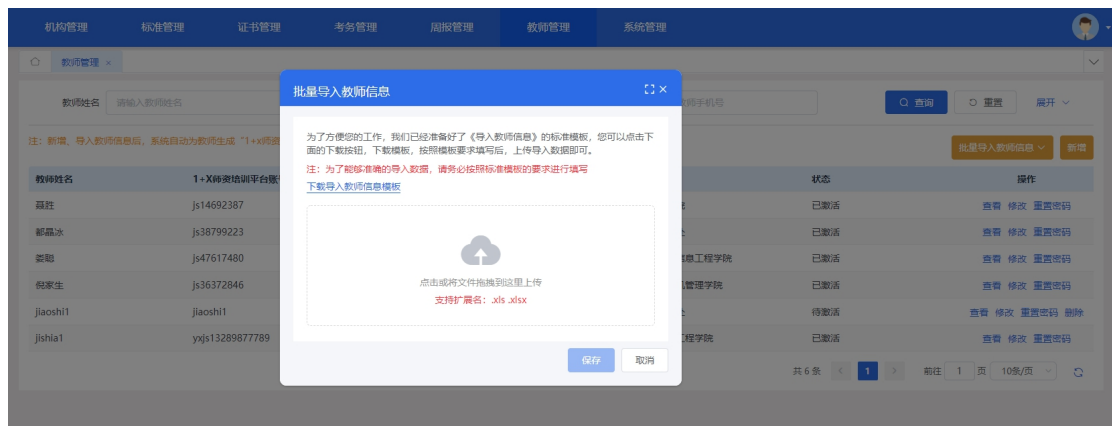 机构管理 标准管理 证书管理 考务管理 周报管理 教师管理 系统管理
教师管理 ×
教师姓名 请输入教师姓名 教师手机号 查询 重置 展开
注：新增、导入教师信息后，系统自动为教师生成“1+x师资
批量导入教师信息 新增
教师姓名 1+X师资培训平台账 状态 操作
聂胜 js14692387 已激活 查看 修改 重置密码
郝晶冰 js38799223 已激活 查看 修改 重置密码
娄聪 js47617480 息工程学院 已激活 查看 修改 重置密码
倪家生 js36372846 管理学院 已激活 查看 修改 重置密码
jiaoshi1 jiaoshi1 待激活 查看 修改 重置密码 删除
jishia1 yxjs13289877789 程学院 已激活 查看 修改 重置密码
共 6 条 < 1 > 前往 1 页 10条/页
批量导入教师信息
为了方便您的工作，我们已经准备好了《导入教师信息》的标准模板，您可以点击下
面的下载按钮，下载模板，按照模板要求填写后，上传导入数据即可。
注：为了能够准确的导入数据，请务必按照标准模板的要求进行填写
下载导入教师信息模板
点击或将文件拖拽到这里上传
支持扩展名：.xls .xlsx
保存 取消